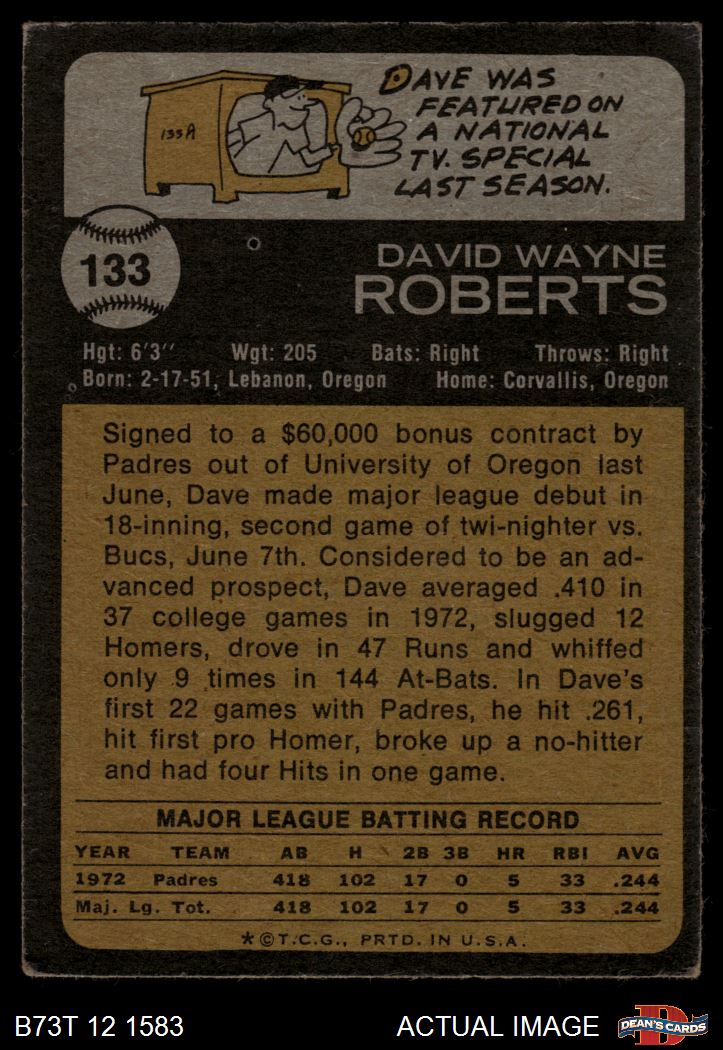 DAVE WAS
FEATURED ON
A NATIONAL
TV. SPECIAL
LAST SEASON.
133A
133
DAVID WAYNE
ROBERTS
Hgt: 6'3" Wgt: 205 Bats: Right Throws: Right
Born: 2-17-51, Lebanon, Oregon Home: Corvallis, Oregon
Signed to a $60,000 bonus contract by
Padres out of University of Oregon last
June, Dave made major league debut in
18-inning, second game of twi-nighter vs.
Bucs, June 7th. Considered to be an ad-
vanced prospect, Dave averaged .410 in
37 college games in 1972, slugged 12
Homers, drove in 47 Runs and whiffed
only 9 times in 144 At-Bats. In Dave's
first 22 games with Padres, he hit .261,
hit first pro Homer, broke up a no-hitter
and had four Hits in one game.
MAJOR LEAGUE BATTING RECORD
YEAR TEAM AB H 2B 3B HR RBI AVG
1972 Padres 418 102 17 0 5 33 .244
Maj. Lg. Tot. 418 102 17 0 5 33 .244
*©T.C.G., PRTD. IN U.S.A.
B73T 12 1583 ACTUAL IMAGE D DEAN'S CARDS